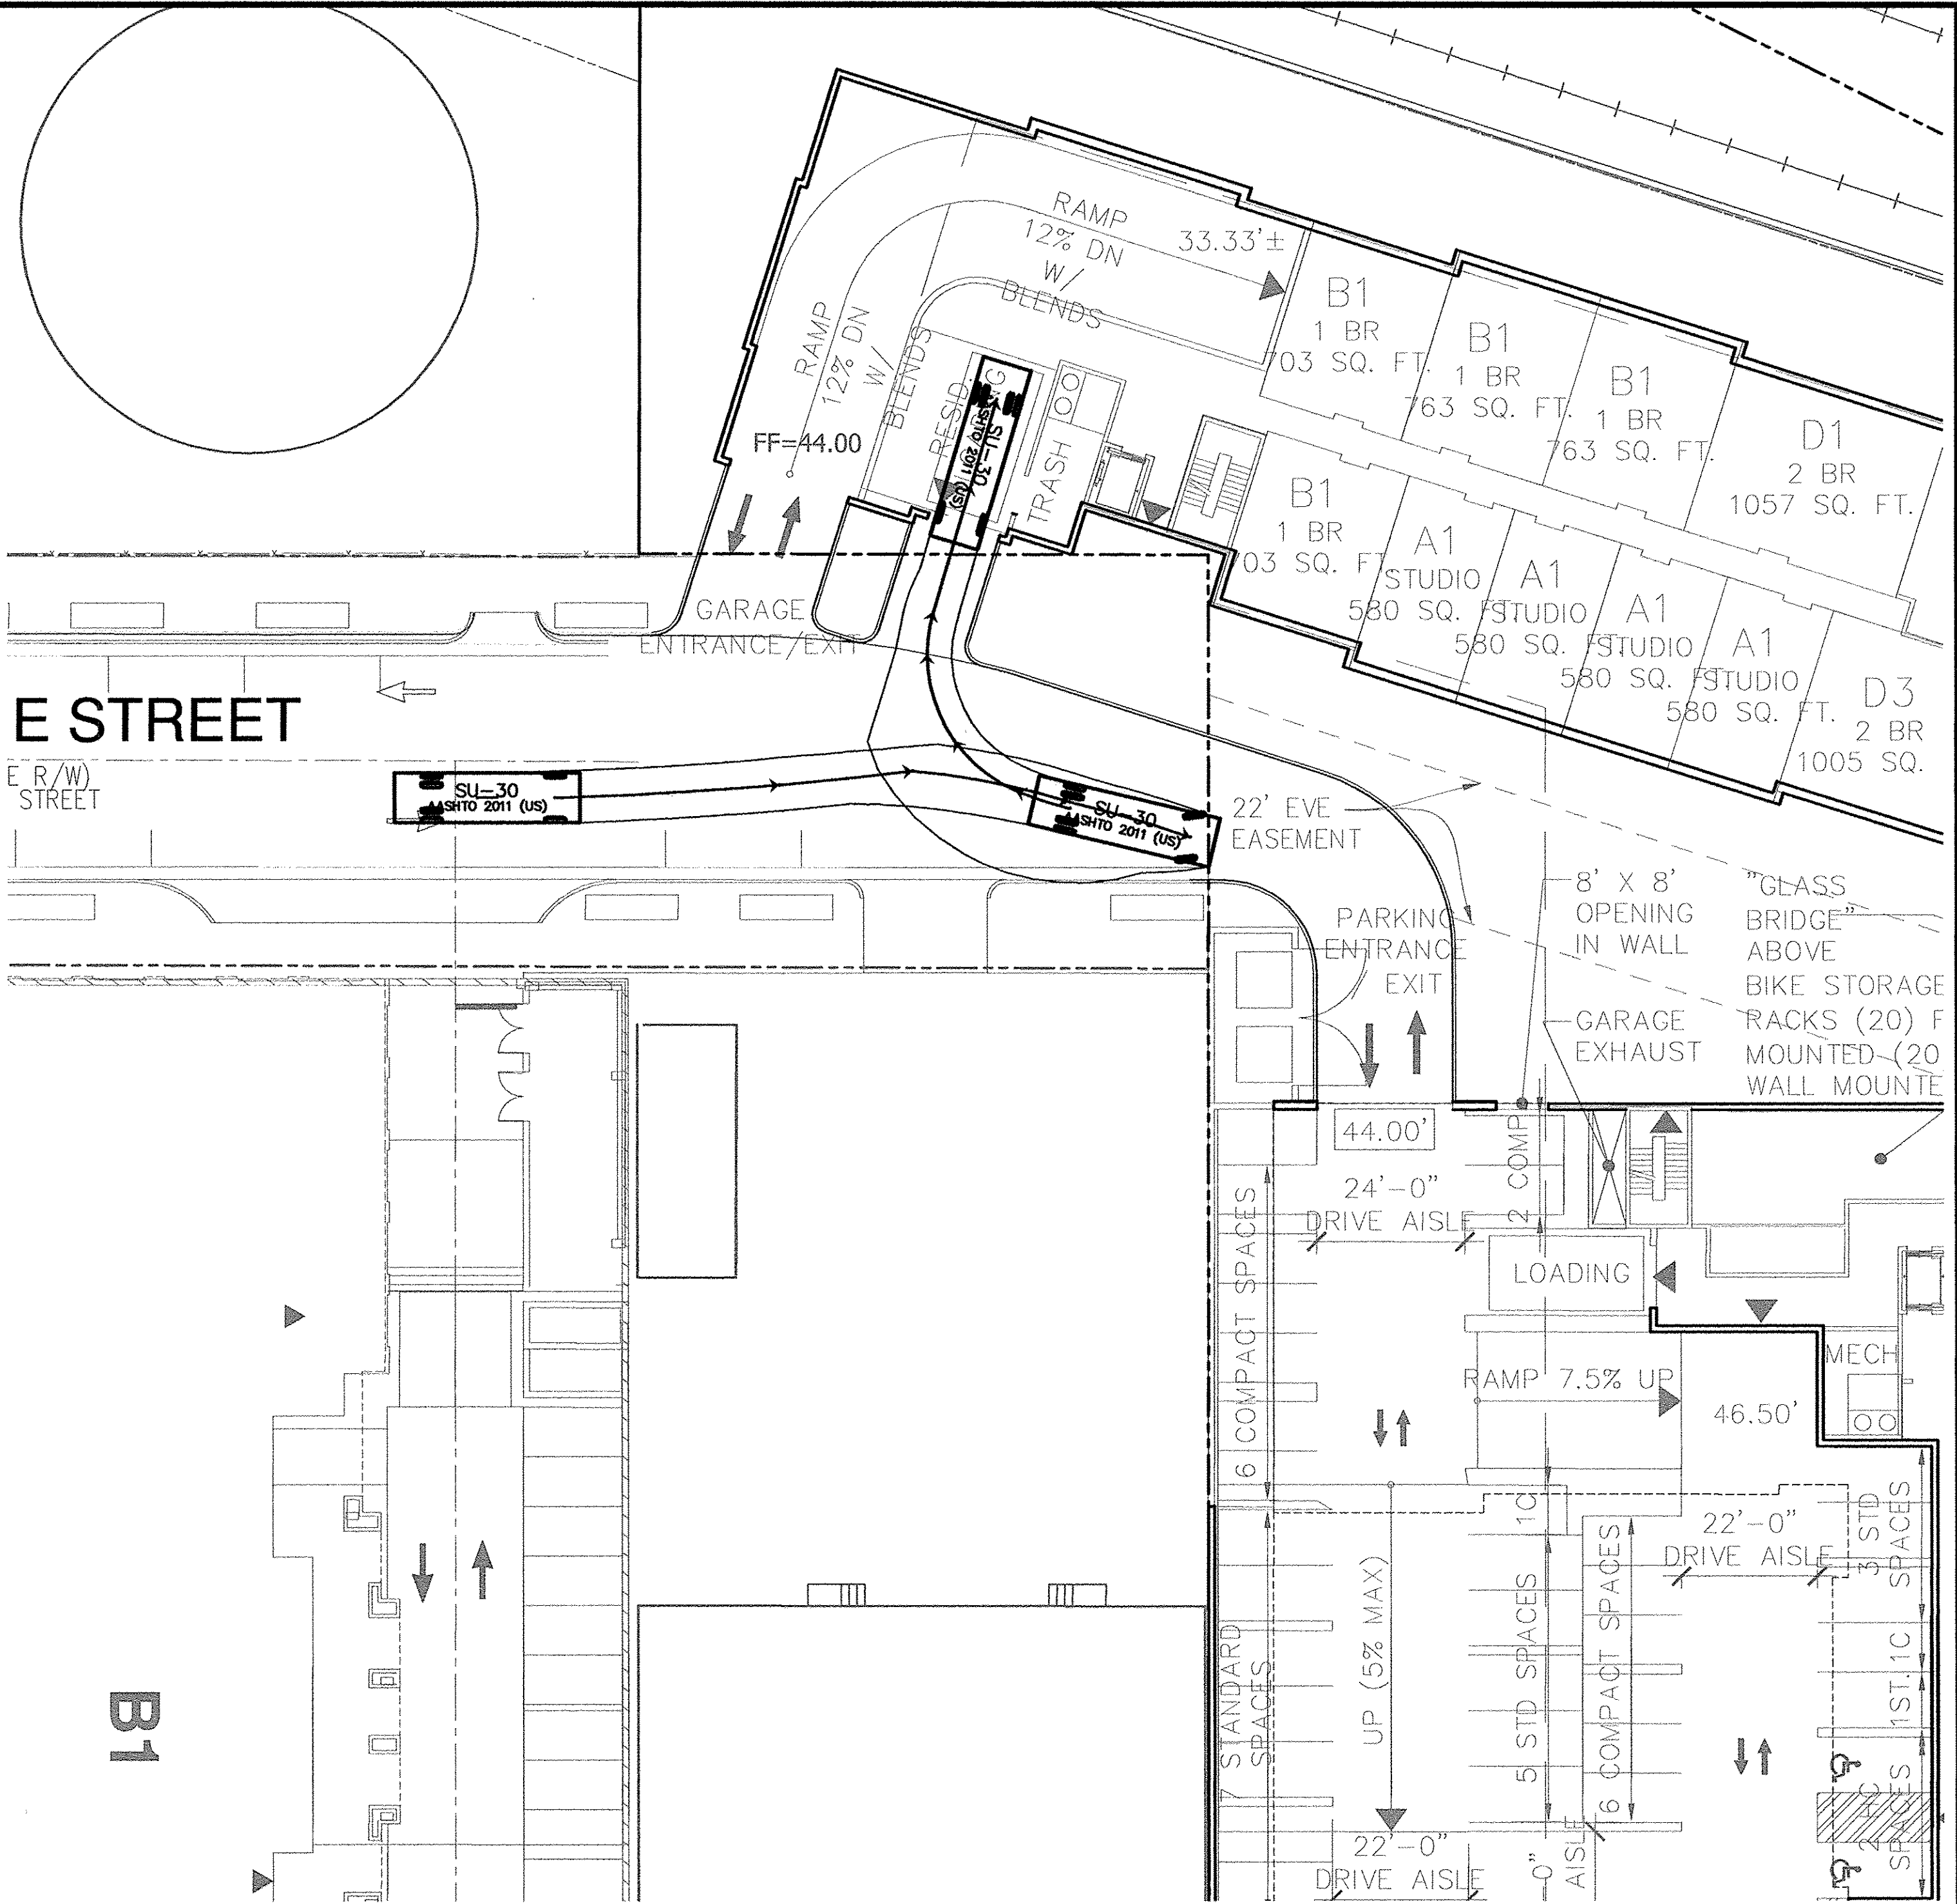 RAMP
12% DN
W/
BLENDS
33.33'±
RAMP
12% DN
W/
BLENDS
FF=44.00
RESID.
SU-30
AASHTO 2011 (US)
TRASH
B1
1 BR
703 SQ. FT.
B1
1 BR
763 SQ. FT.
B1
1 BR
763 SQ. FT.
D1
2 BR
1057 SQ. FT.
B1
1 BR
703 SQ. FT
A1
STUDIO
580 SQ. FT
A1
STUDIO
580 SQ. FT
A1
STUDIO
580 SQ. FT
A1
STUDIO
580 SQ. FT.
D3
2 BR
1005 SQ.
GARAGE
ENTRANCE/EXIT
E STREET
E R/W)
STREET
SU-30
AASHTO 2011 (US)
SU-30
AASHTO 2011 (US)
22' EVE
EASEMENT
8' X 8'
OPENING
IN WALL
"GLASS
BRIDGE"
ABOVE
BIKE STORAGE
RACKS (20) F
MOUNTED (20
WALL MOUNTE
PARKING
ENTRANCE
EXIT
GARAGE
EXHAUST
44.00'
24'-0"
DRIVE AISLE
2 COMP
6 COMPACT SPACES
LOADING
MECH
RAMP 7.5% UP
46.50'
1C
22'-0"
DRIVE AISLE
3 STD
SPACES
7 STANDARD
SPACES
UP (5% MAX)
5 STD SPACES
6 COMPACT SPACES
1ST.1C
2 HC
SPACES
22'-0"
DRIVE AISLE
0"
AISLE
B1